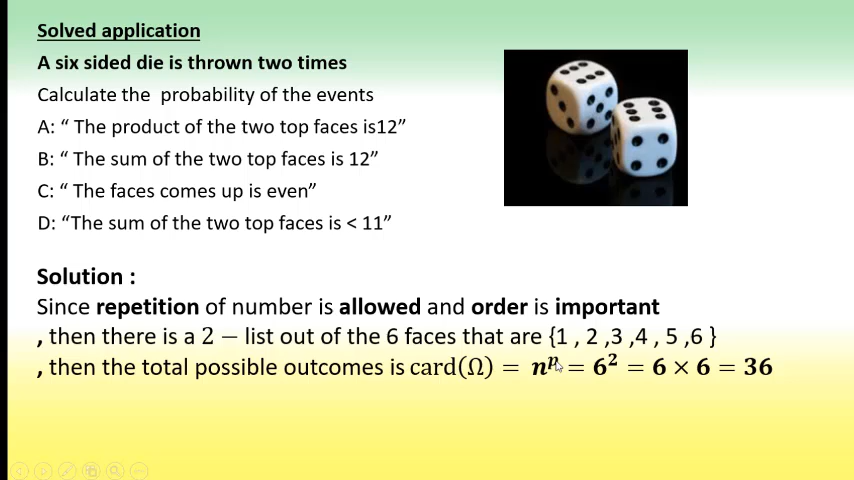 Solved application
A six sided die is thrown two times
Calculate the  probability of the events
A: “ The product of the two top faces is12”
B: “ The sum of the two top faces is 12”
C: “ The faces comes up is even”
D: “The sum of the two top faces is < 11”
Solution :
Since repetition of number is allowed and order is important
, then there is a 2 − list out of the 6 faces that are {1 , 2 ,3 ,4 , 5 ,6 }
, then the total possible outcomes is card(Ω) = nᵖ = 6² = 6 × 6 = 36